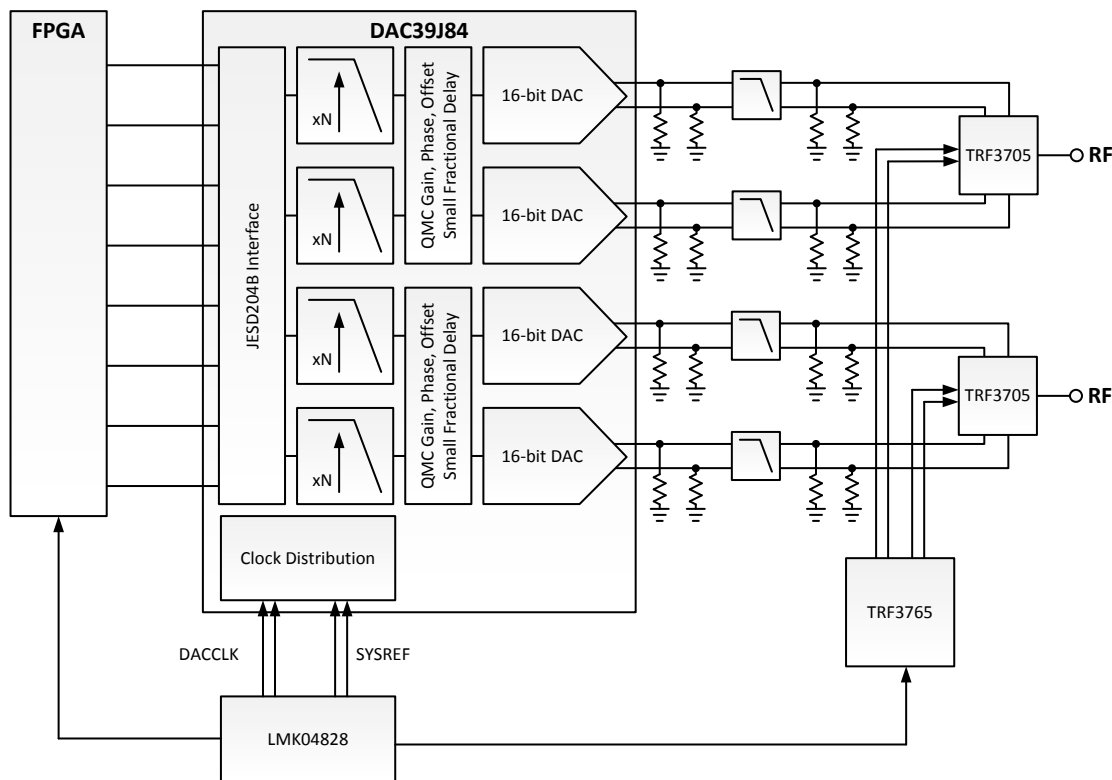 FPGA
DAC39J84
JESD204B Interface
xN
QMC Gain, Phase, Offset
Small Fractional Delay
16-bit DAC
xN
16-bit DAC
TRF3705
RF
xN
QMC Gain, Phase, Offset
Small Fractional Delay
16-bit DAC
xN
16-bit DAC
TRF3705
RF
Clock Distribution
TRF3765
DACCLK
SYSREF
LMK04828